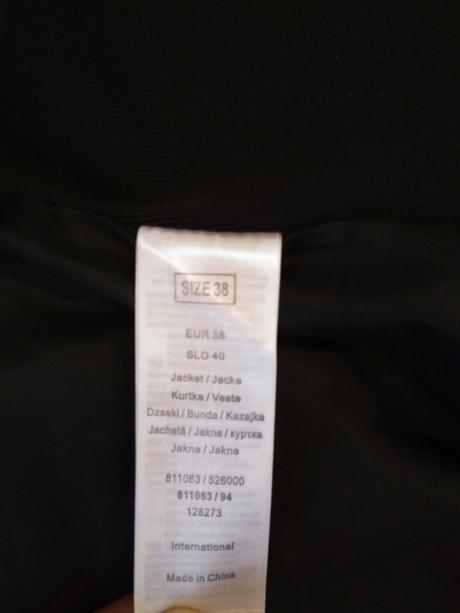 SIZE 38
EUR 38
SLO 40
Jacket / Jacke
Kurtka / Veste
Dzseki / Bunda / Kazajka
Jachetă / Jakna / куртка
Jakna / Jakna
811063 / 526000
811063 / 94
128273
International
Made in China